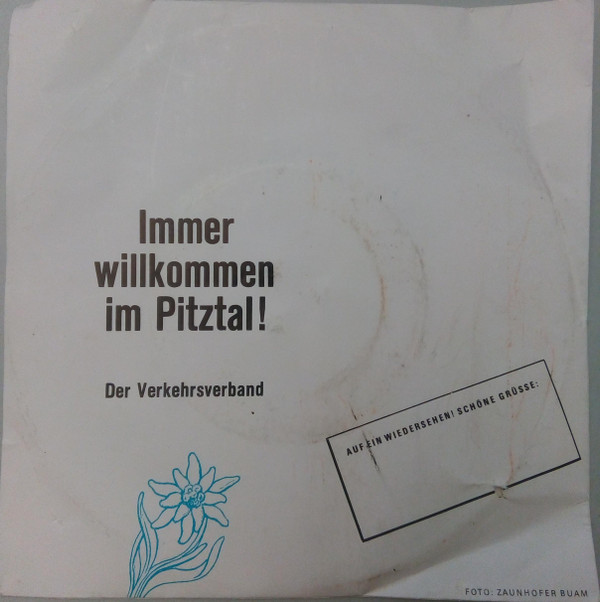 Immer
willkommen
im Pitztal!
Der Verkehrsverband
AUF EIN WIEDERSEHEN! SCHÖNE GRÜSSE:
FOTO: ZAUNHOFER BUAM